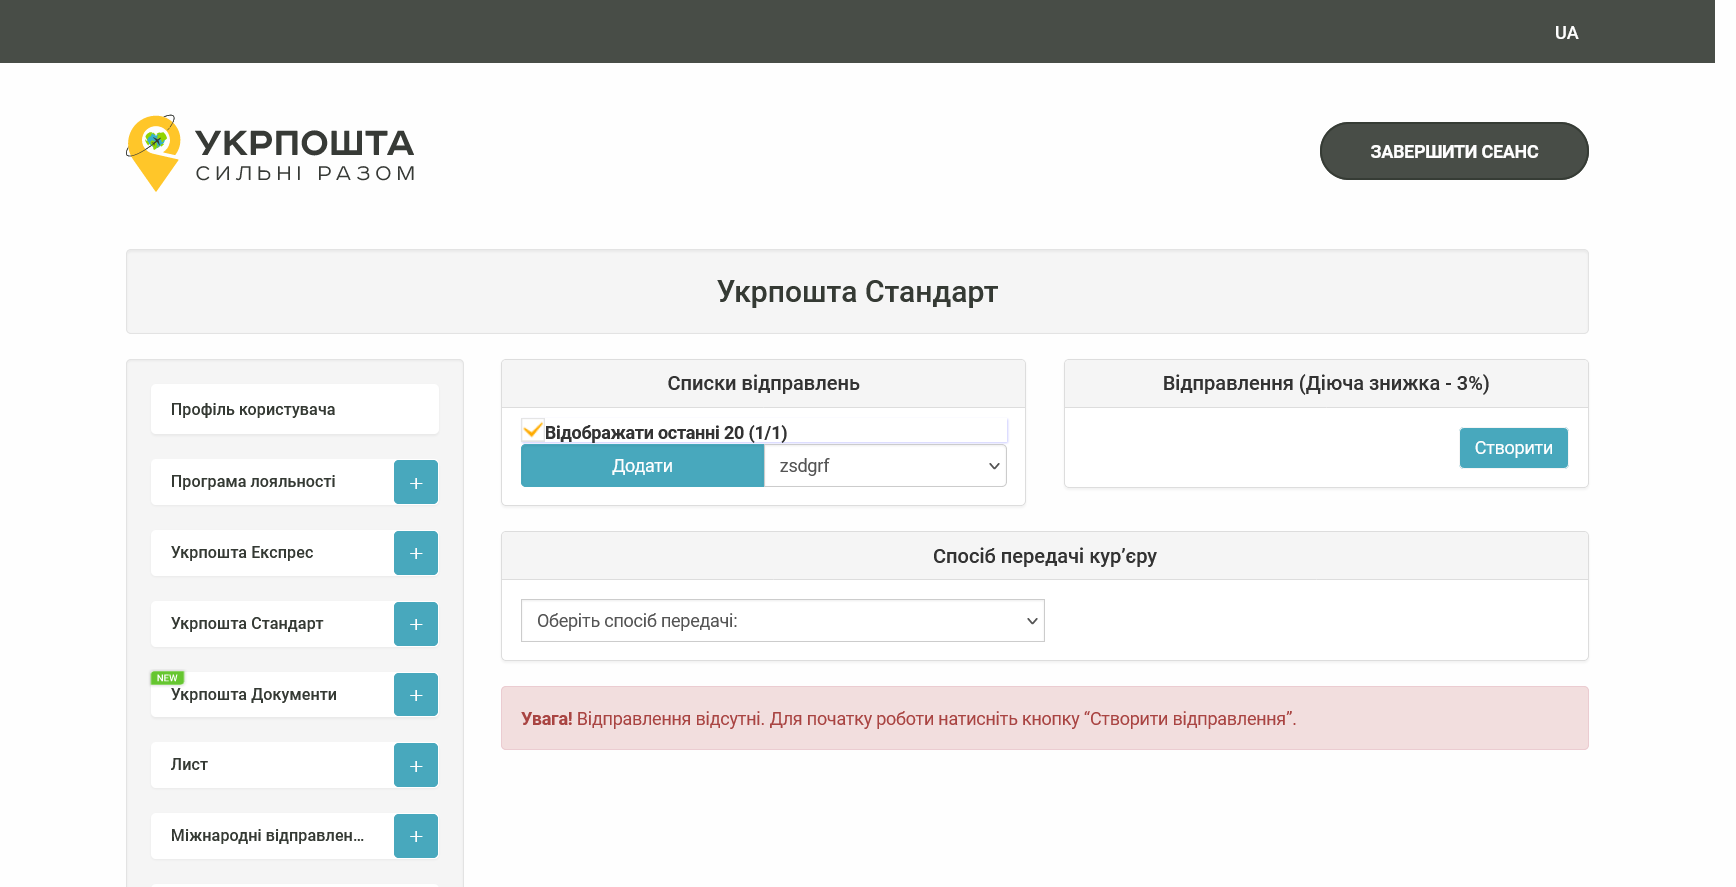 UA
УКРПОШТА
СИЛЬНІ РАЗОМ
ЗАВЕРШИТИ СЕАНС
Укрпошта Стандарт
Профіль користувача
Програма лояльності
+
Укрпошта Експрес
+
Укрпошта Стандарт
+
NEW
Укрпошта Документи
+
Лист
+
Міжнародні відправлен...
+
Списки відправлень
Відображати останні 20 (1/1)
Додати
zsdgrf
Відправлення (Діюча знижка - 3%)
Створити
Спосіб передачі кур’єру
Оберіть спосіб передачі:
Увага! Відправлення відсутні. Для початку роботи натисніть кнопку “Створити відправлення”.